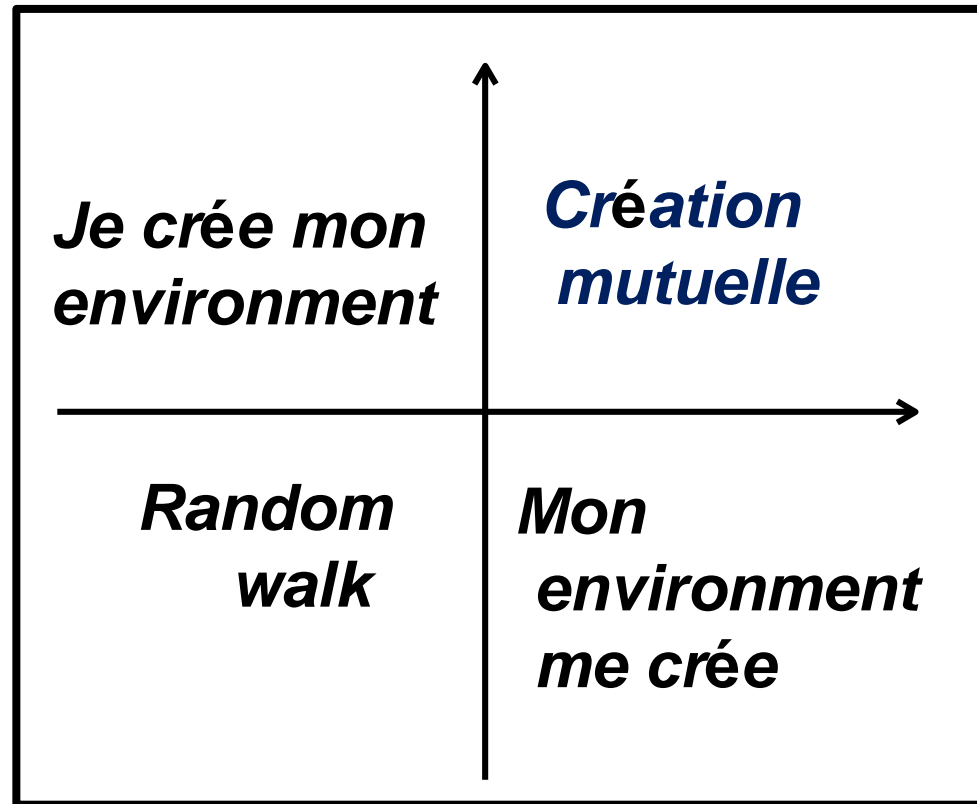 Je crée mon
environment
Création
mutuelle
Random
walk
Mon
environment
me crée